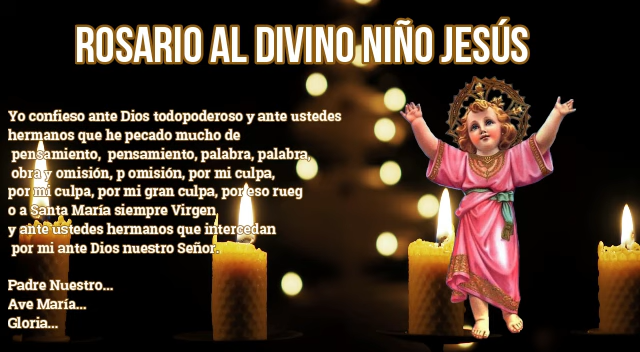 ROSARIO AL DIVINO NIÑO JESÚS
Yo confieso ante Dios todopoderoso y ante ustedes
hermanos que he pecado mucho de
pensamiento, pensamiento, palabra, palabra,
obra y omisión, p omisión, por mi culpa,
por mi culpa, por mi gran culpa, por eso rueg
o a Santa María siempre Virgen
y ante ustedes hermanos que intercedan
por mi ante Dios nuestro Señor.
Padre Nuestro...
Ave María...
Gloria...